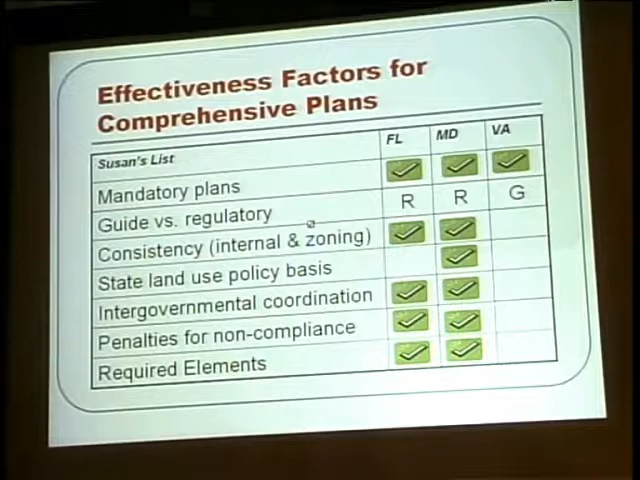 Effectiveness Factors for
Comprehensive Plans
Susan's List FL MD VA
Mandatory plans
Guide vs. regulatory R R G
Consistency (internal & zoning)
State land use policy basis
Intergovernmental coordination
Penalties for non-compliance
Required Elements